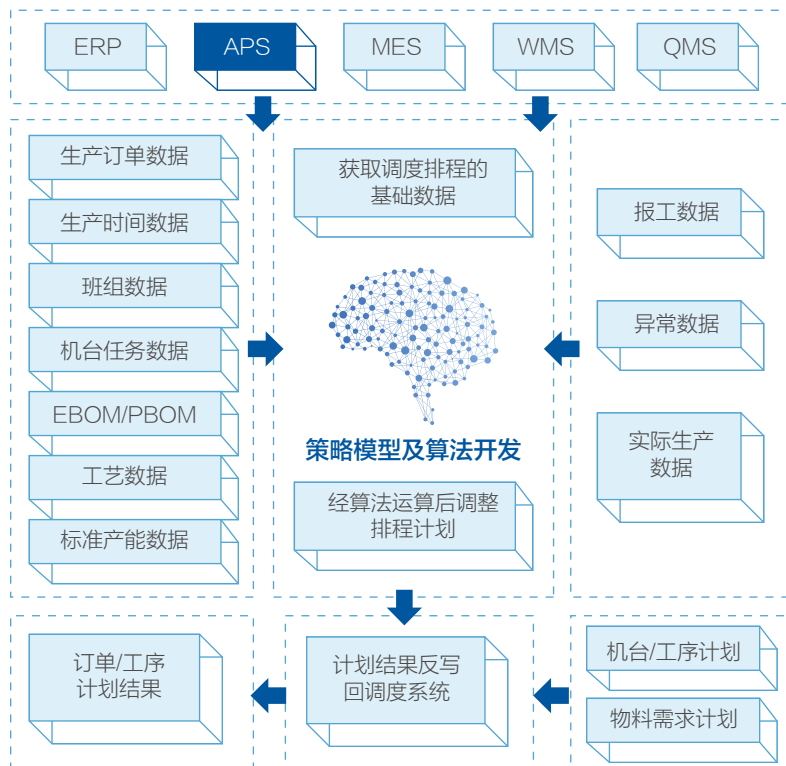 ERP
APS
MES
WMS
QMS
生产订单数据
生产时间数据
班组数据
机台任务数据
EBOM/PBOM
工艺数据
标准产能数据
获取调度排程的
基础数据
策略模型及算法开发
经算法运算后调整
排程计划
报工数据
异常数据
实际生产
数据
订单/工序
计划结果
计划结果反写
回调度系统
机台/工序计划
物料需求计划